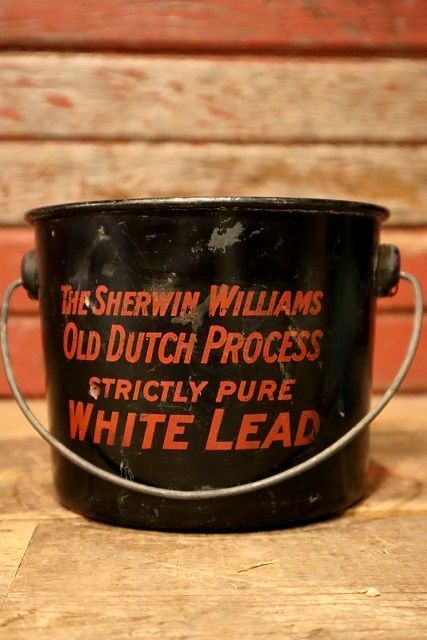 THE SHERWIN WILLIAMS
OLD DUTCH PROCESS
STRICTLY PURE
WHITE LEAD